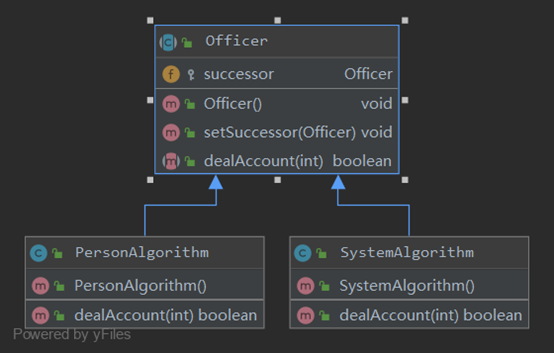 Officer
successor Officer
Officer() void
setSuccessor(Officer) void
dealAccount(int) boolean
PersonAlgorithm
PersonAlgorithm()
dealAccount(int) boolean
SystemAlgorithm
SystemAlgorithm()
dealAccount(int) boolean
Powered by yFiles